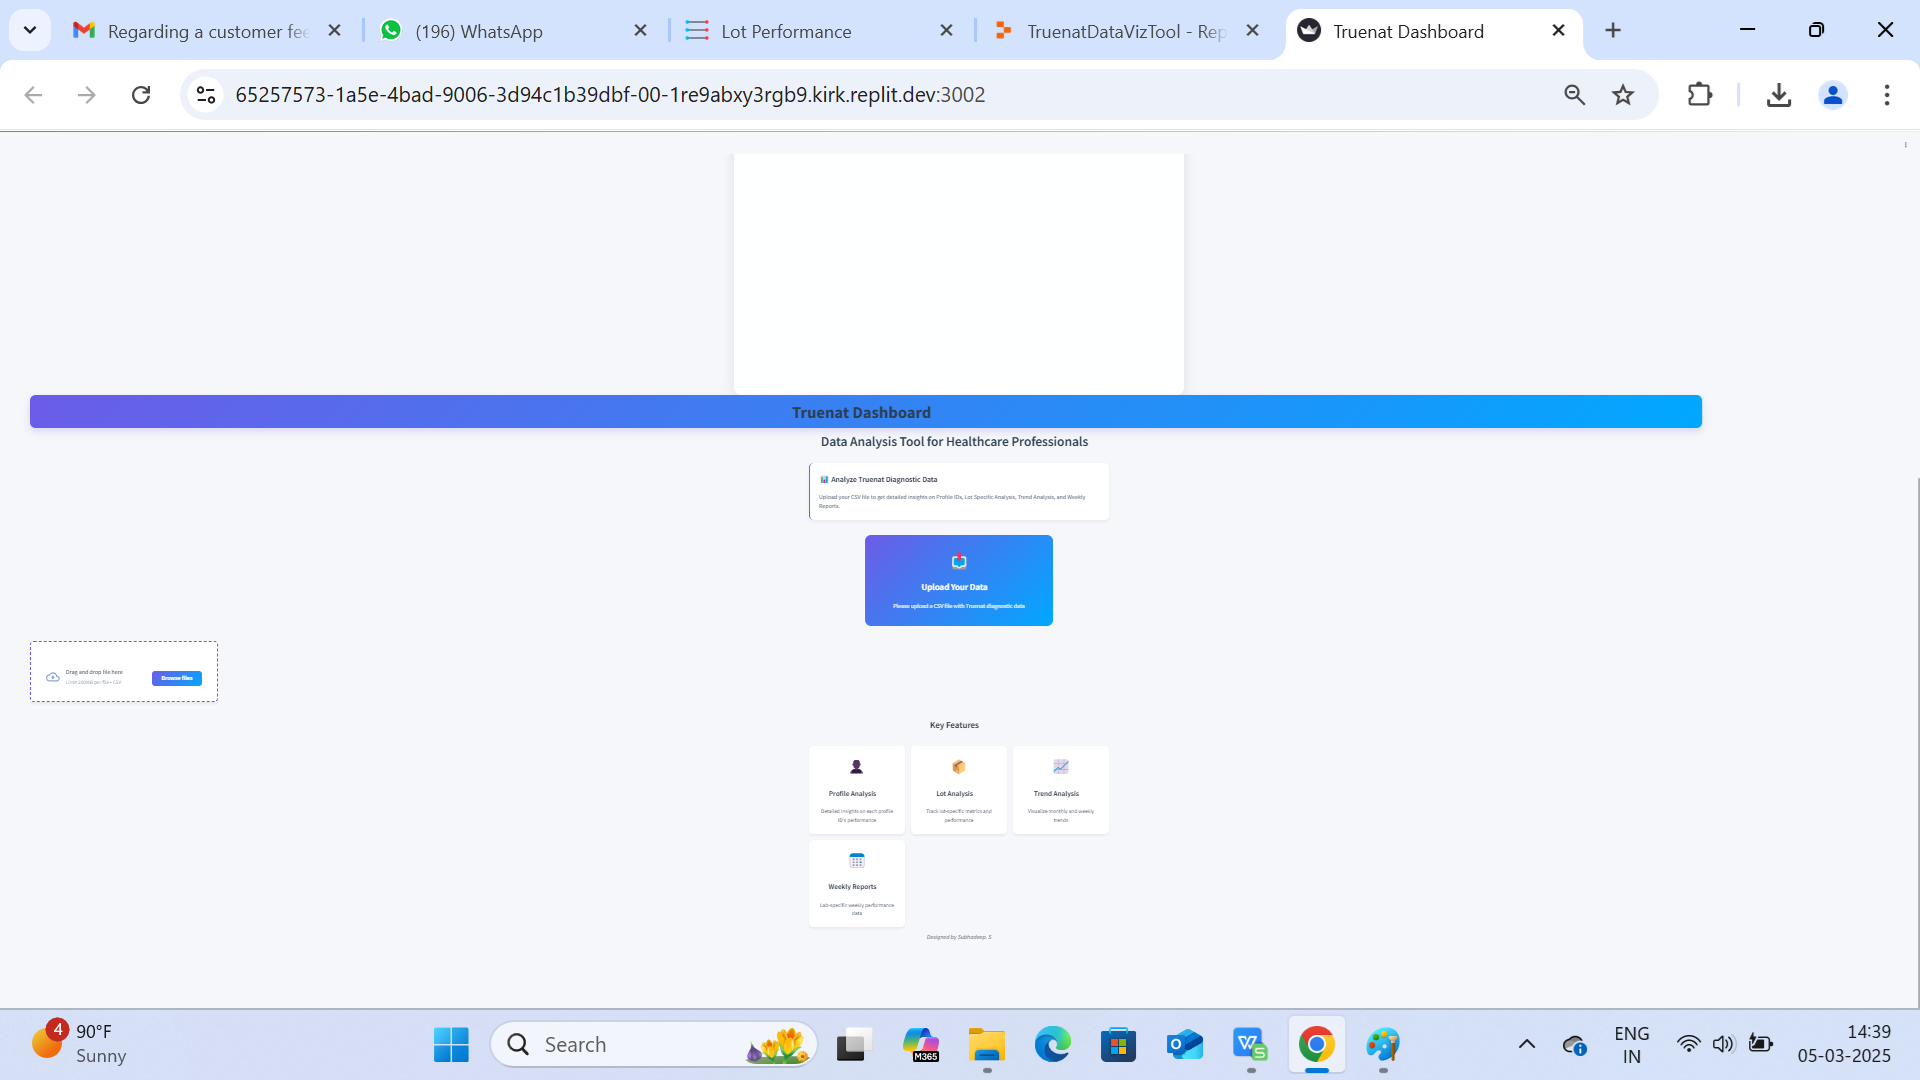 Regarding a customer fee
(196) WhatsApp
Lot Performance
TruenatDataVizTool - Rep
Truenat Dashboard
65257573-1a5e-4bad-9006-3d94c1b39dbf-00-1re9abxy3rgb9.kirk.replit.dev:3002
Truenat Dashboard
Data Analysis Tool for Healthcare Professionals
Analyze Truenat Diagnostic Data
Upload your CSV file to get detailed insights on Profile IDs, Lot Specific Analysis, Trend Analysis, and Weekly
Reports.
Upload Your Data
Please upload a CSV file with Truenat diagnostic data
Drag and drop file here
Limit 200MB per file • CSV
Browse files
Key Features
Profile Analysis
Detailed insights on each profile
ID's performance
Lot Analysis
Track lot-specific metrics and
performance
Trend Analysis
Visualize monthly and weekly
trends
Weekly Reports
Lab-specific weekly performance
data
Designed by Subhadeep. S
4
90°F
Sunny
Search
M365
ENG
IN
14:39
05-03-2025